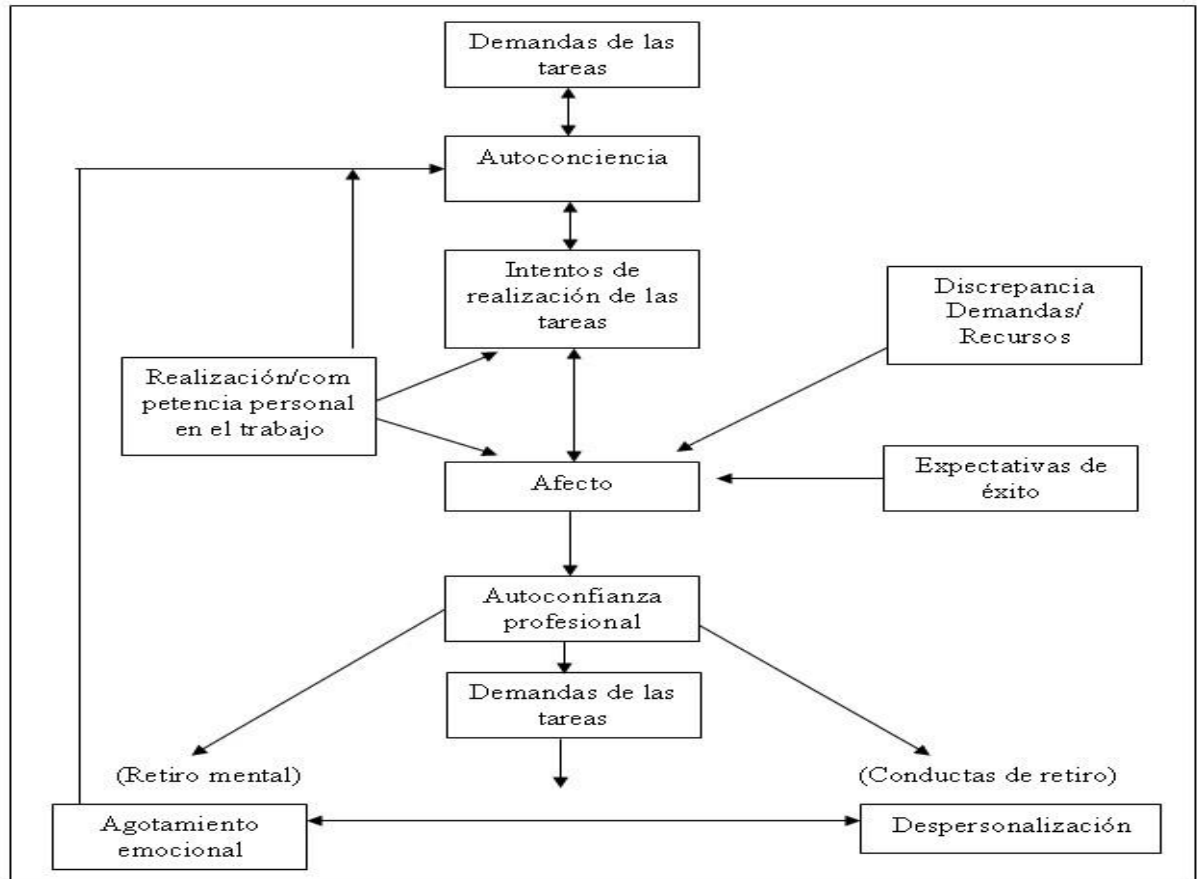 Demandas de las
tareas
Autoconciencia
Intentos de
realización de las
tareas
Discrepancia
Demandas/
Recursos
Realización/com
petencia personal
en el trabajo
Afecto
Expectativas de
éxito
Autoconfianza
profesional
Demandas de las
tareas
(Retiro mental)
(Conductas de retiro)
Agotamiento
emocional
Despersonalización